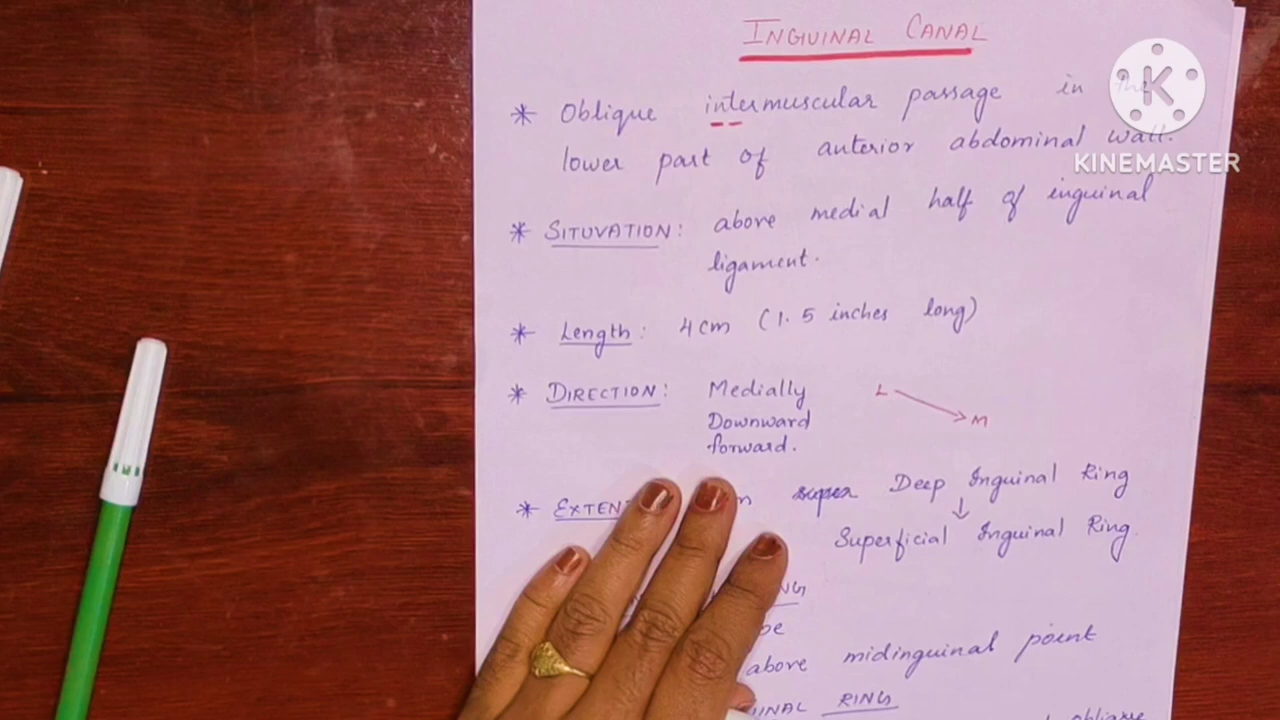 INGUINAL CANAL
* Oblique intermuscular passage in the
lower part of anterior abdominal wall.
* SITUVATION: above medial half of inguinal
ligament.
* Length: 4cm (1.5 inches long)
* DIRECTION: Medially L → M
Downward
forward.
* EXTEN Deep Inguinal Ring
↓
Superficial Inguinal Ring.
above midinguinal point
RING
oblique
K
KINEMASTER